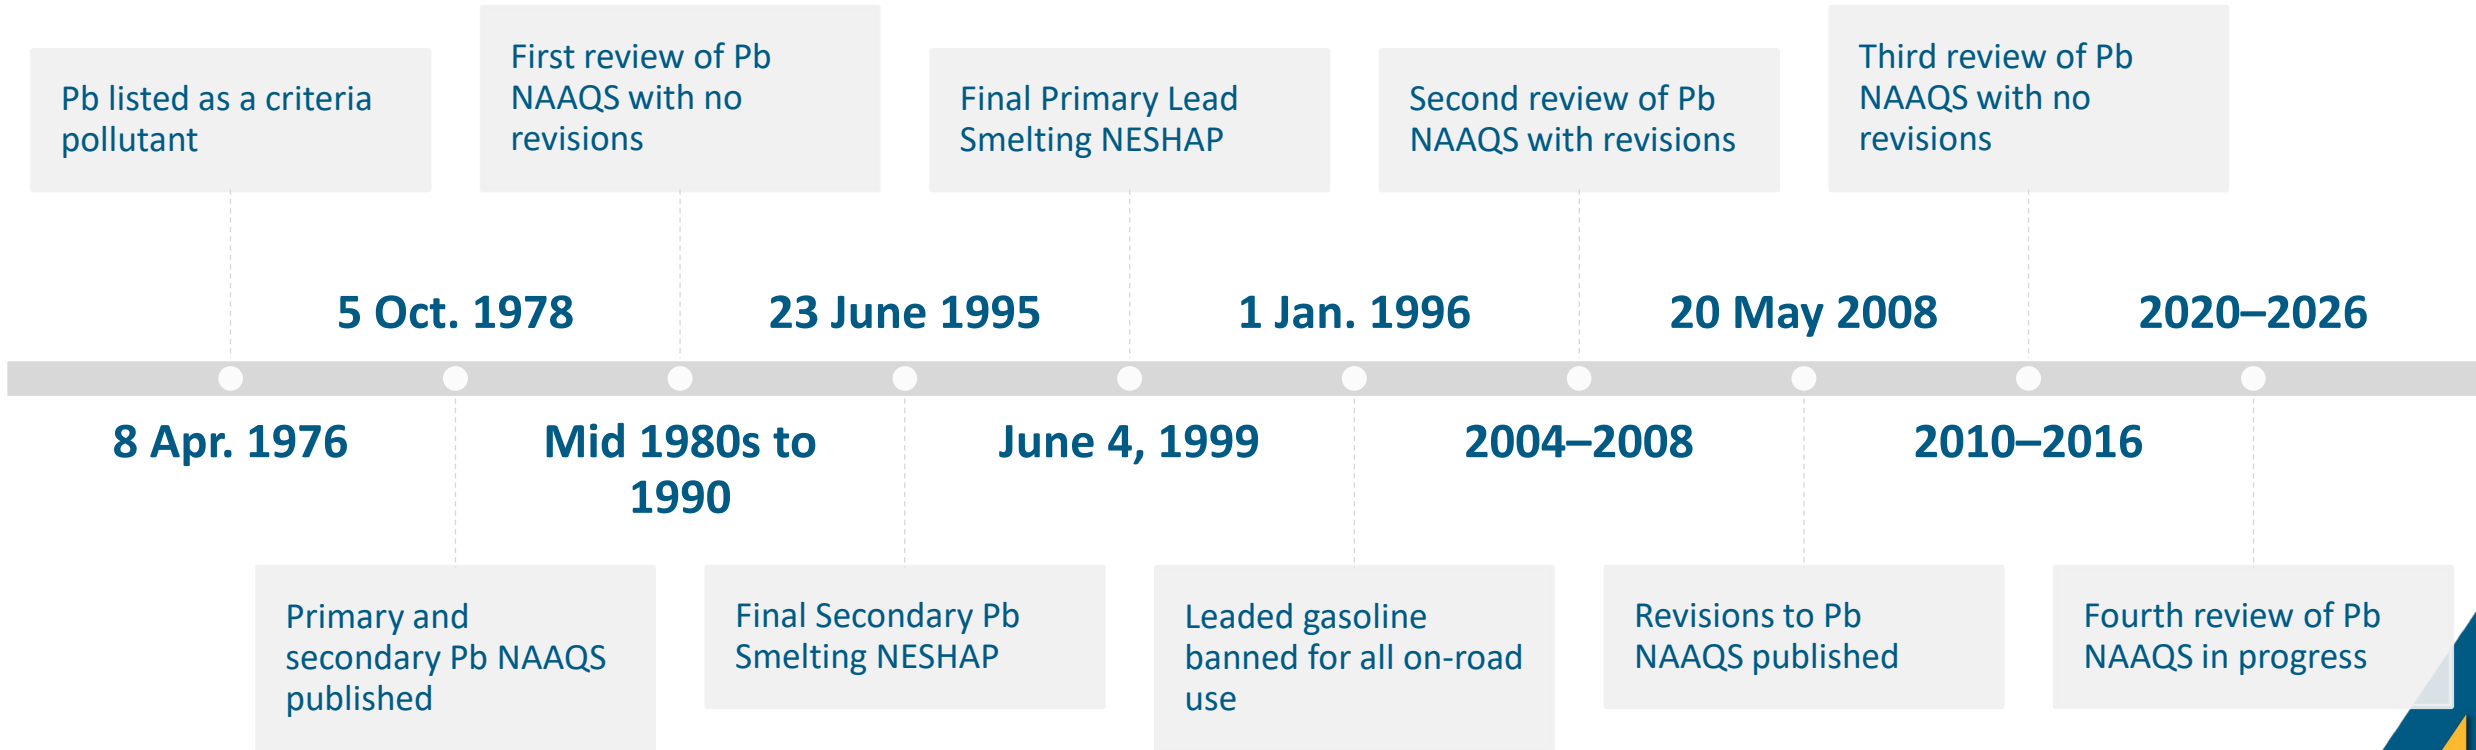 Pb listed as a criteria
pollutant
8 Apr. 1976
5 Oct. 1978
Primary and
secondary Pb NAAQS
published
First review of Pb
NAAQS with no
revisions
Mid 1980s to
1990
23 June 1995
Final Secondary Pb
Smelting NESHAP
Final Primary Lead
Smelting NESHAP
June 4, 1999
1 Jan. 1996
Leaded gasoline
banned for all on-road
use
Second review of Pb
NAAQS with revisions
2004–2008
20 May 2008
Revisions to Pb
NAAQS published
Third review of Pb
NAAQS with no
revisions
2010–2016
2020–2026
Fourth review of Pb
NAAQS in progress